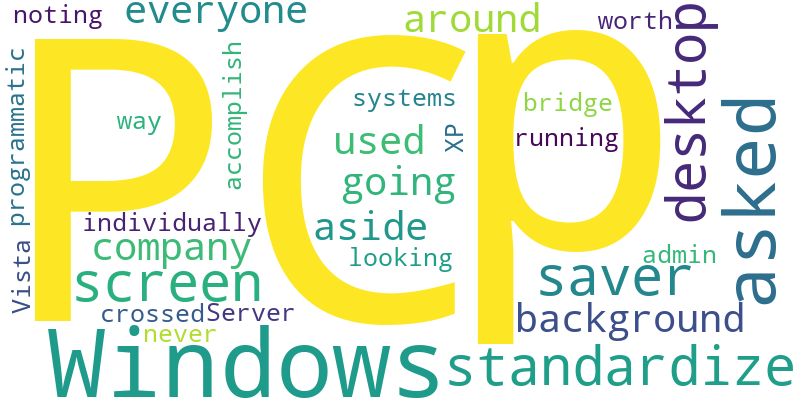 noting
everyone
around
worth
PC
p
desktop
programmatic
accomplish
way
systems
XP
bridge
running
used
going
asked
individually
aside
company
looking
admin
screen
saver
Vista
crossed
Server
never
background
Windows
standardize